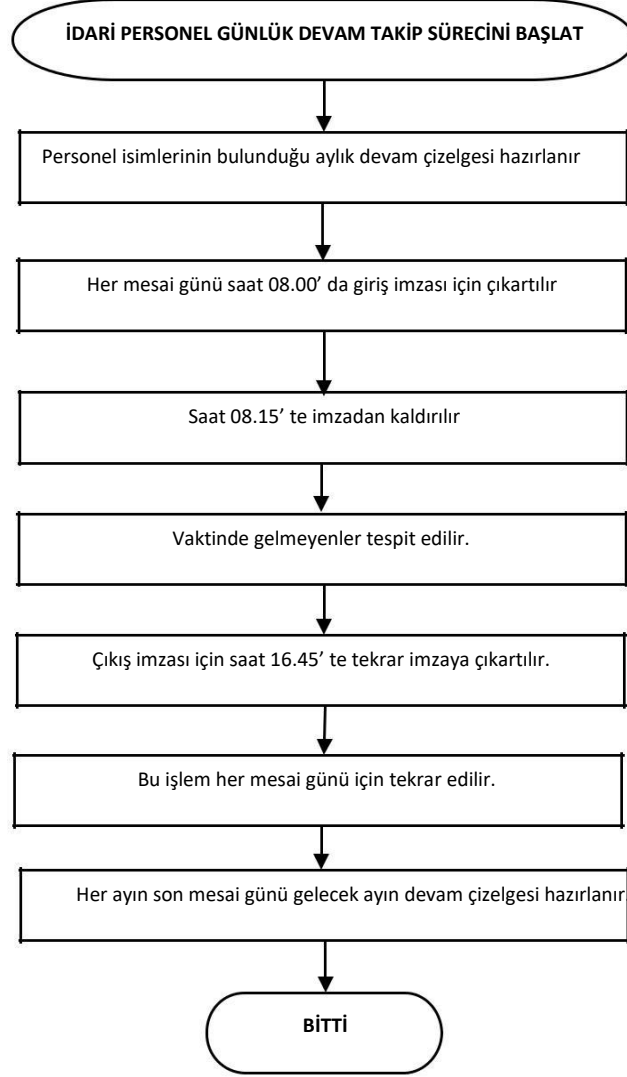 İDARİ PERSONEL GÜNLÜK DEVAM TAKİP SÜRECİNİ BAŞLAT
Personel isimlerinin bulunduğu aylık devam çizelgesi hazırlanır
Her mesai günü saat 08.00’ da giriş imzası için çıkartılır
Saat 08.15’ te imzadan kaldırılır
Vaktinde gelmeyenler tespit edilir.
Çıkış imzası için saat 16.45’ te tekrar imzaya çıkartılır.
Bu işlem her mesai günü için tekrar edilir.
Her ayın son mesai günü gelecek ayın devam çizelgesi hazırlanır
BİTTİ